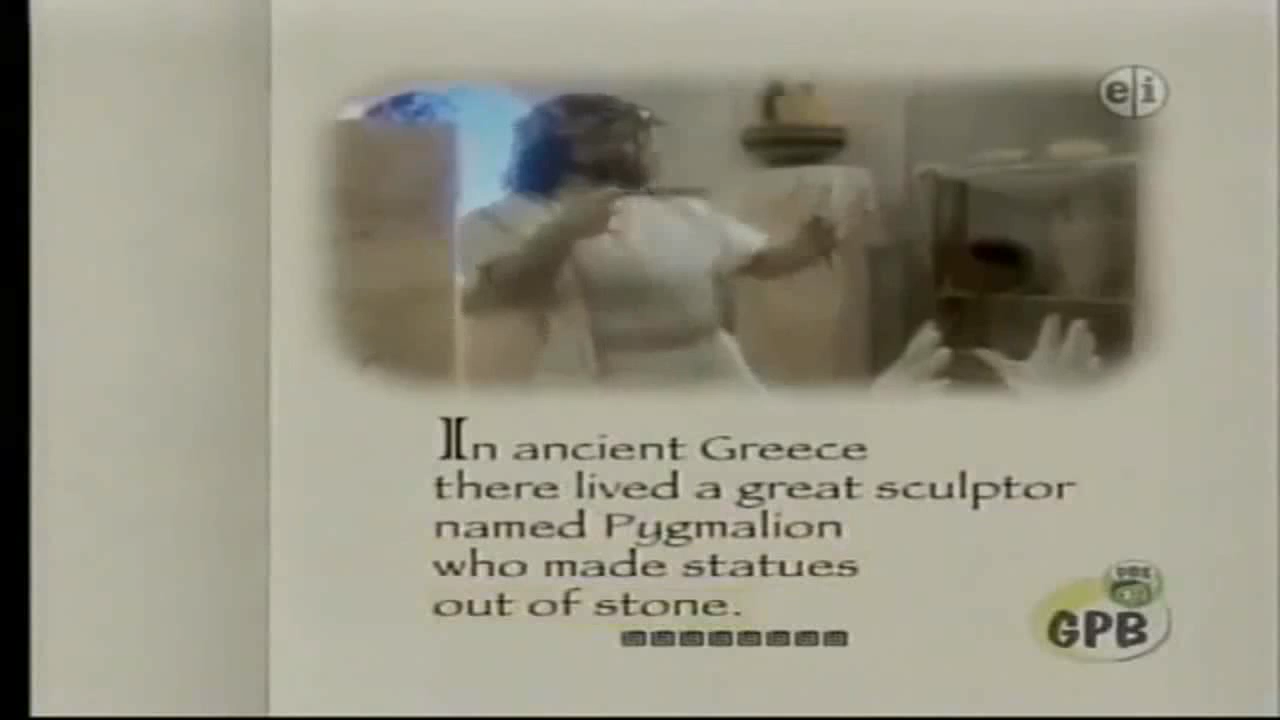 e|i
In ancient Greece
there lived a great sculptor
named Pygmalion
who made statues
out of stone.
GPB